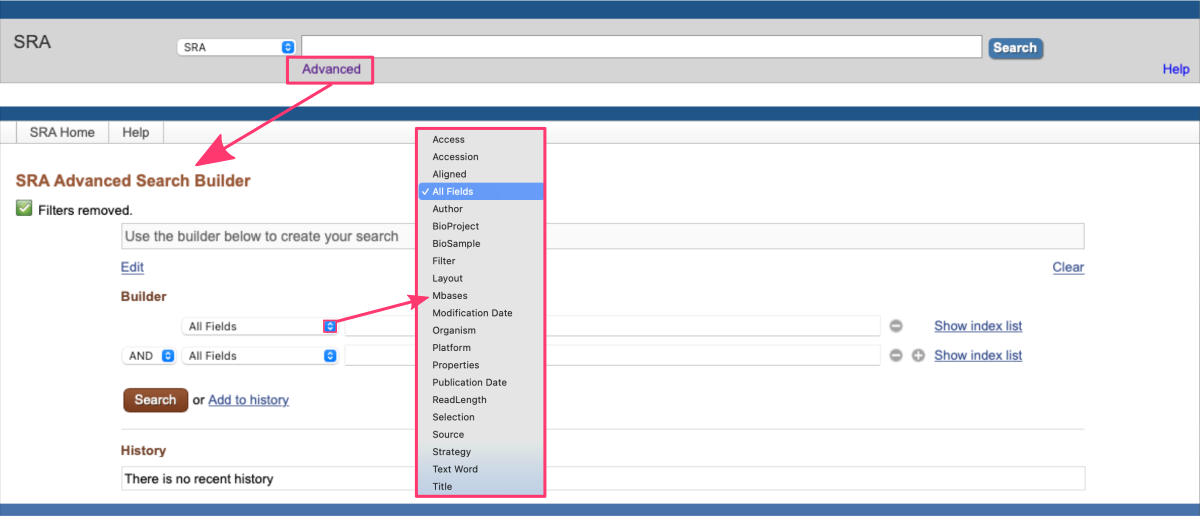 SRA SRA Search
Advanced
Help
SRA Home Help
SRA Advanced Search Builder
Filters removed.
Use the builder below to create your search
Edit Clear
Builder
All Fields Show index list
AND All Fields Show index list
Search or Add to history
History
There is no recent history
Access
Accession
Aligned
All Fields
Author
BioProject
BioSample
Filter
Layout
Mbases
Modification Date
Organism
Platform
Properties
Publication Date
ReadLength
Selection
Source
Strategy
Text Word
Title